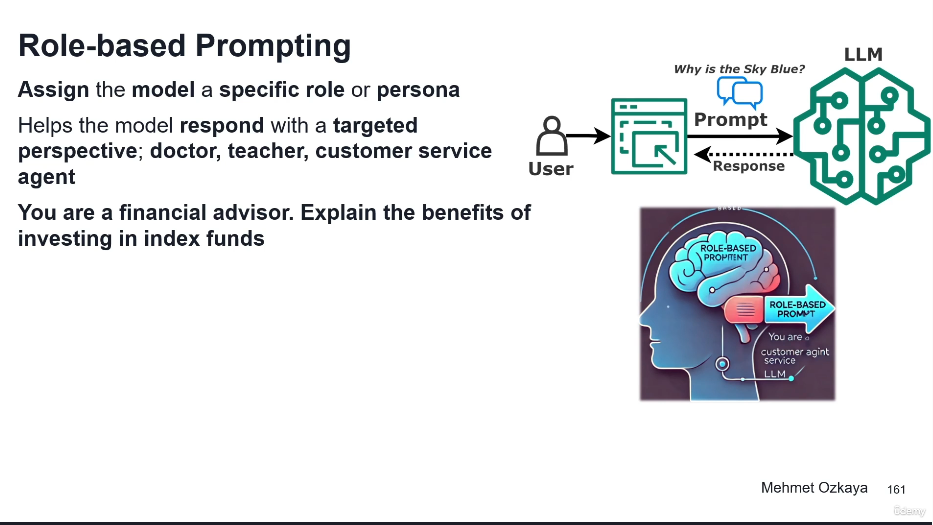 Role-based Prompting
Assign the model a specific role or persona
Helps the model respond with a targeted
perspective; doctor, teacher, customer service
agent
You are a financial advisor. Explain the benefits of
investing in index funds
LLM
Why is the Sky Blue?
Prompt
Response
User
BASED
ROLE-BASED
ROLE-BASED
PROMPT
You are a
customer agint
service
LLM
Mehmet Ozkaya
161
ûdemy